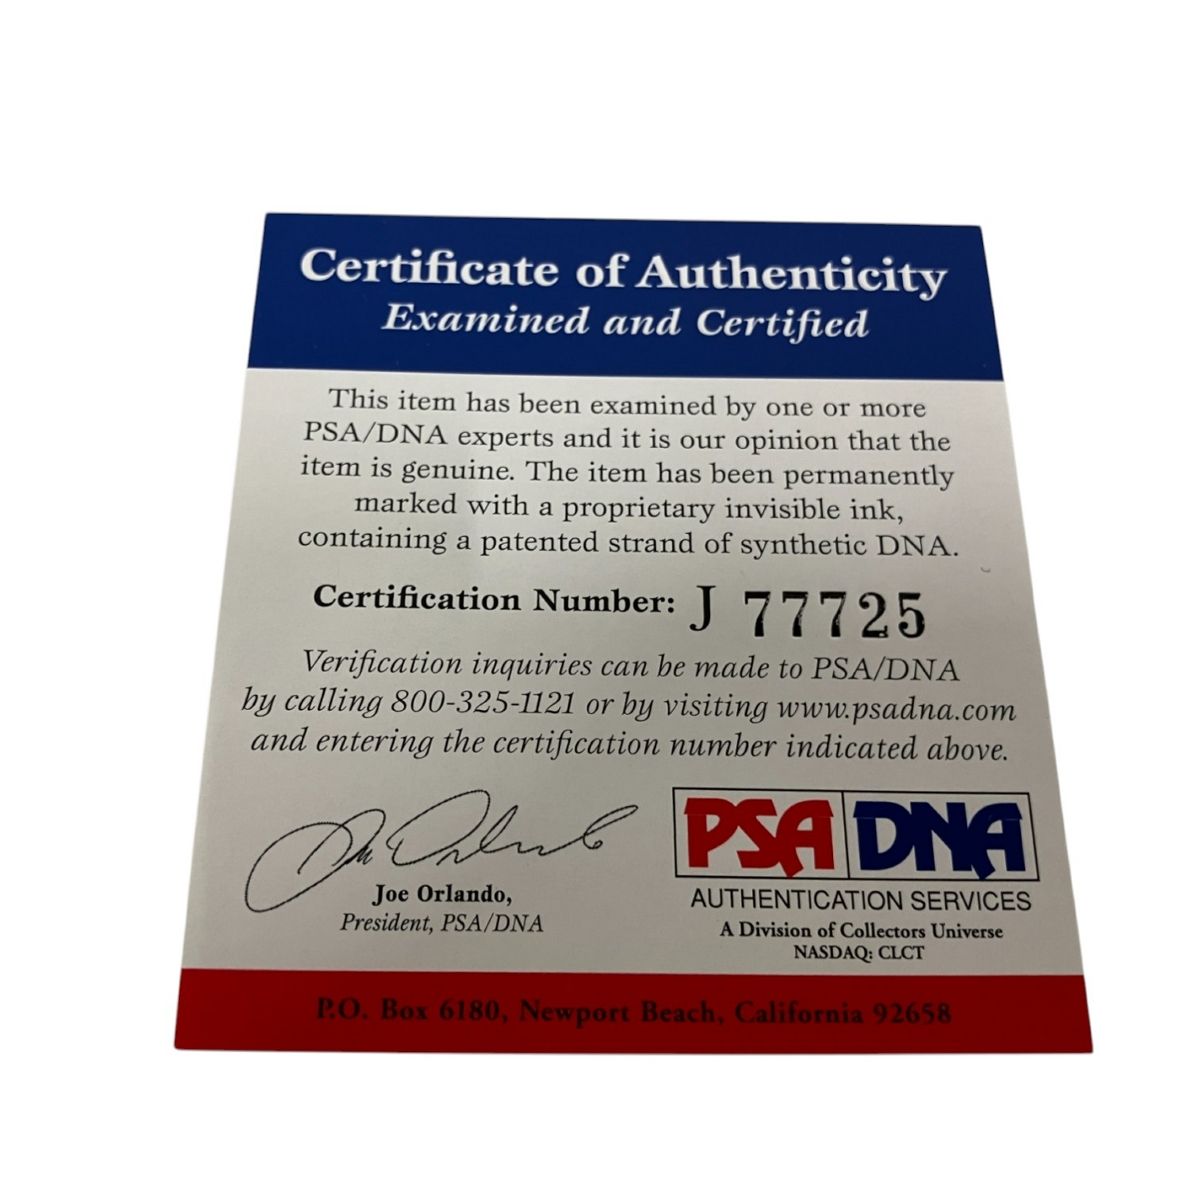 Certificate of Authenticity
Examined and Certified
This item has been examined by one or more
PSA/DNA experts and it is our opinion that the
item is genuine. The item has been permanently
marked with a proprietary invisible ink,
containing a patented strand of synthetic DNA.
Certification Number: J 77725
Verification inquiries can be made to PSA/DNA
by calling 800-325-1121 or by visiting www.psadna.com
and entering the certification number indicated above.
Joe Orlando,
President, PSA/DNA
PSA DNA
AUTHENTICATION SERVICES
A Division of Collectors Universe
NASDAQ: CLCT
P.O. Box 6180, Newport Beach, California 92658